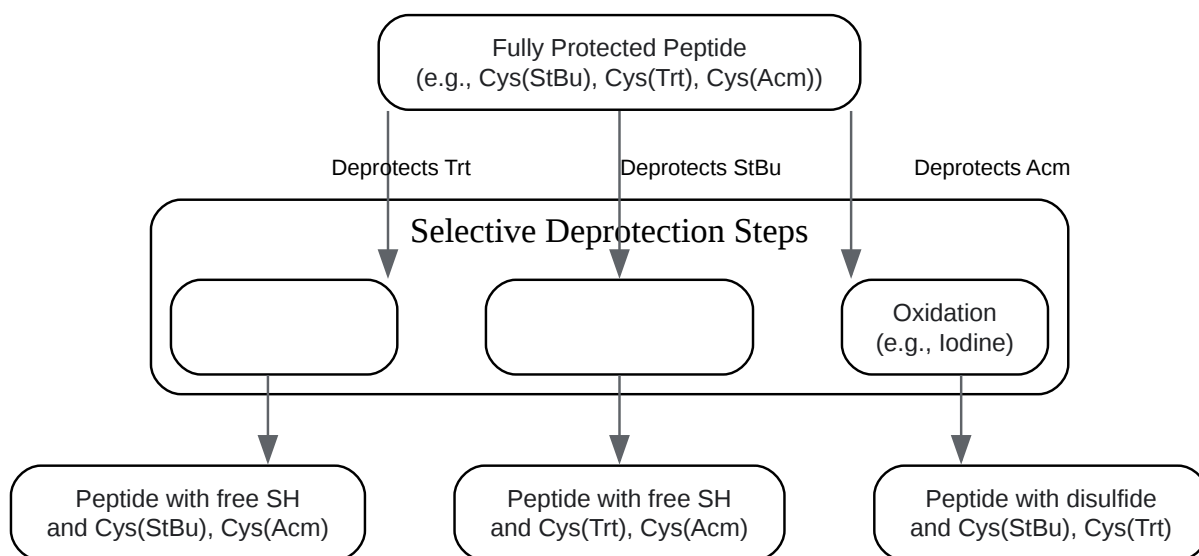 Fully Protected Peptide
(e.g., Cys(StBu), Cys(Trt), Cys(Acm))
Deprotects Trt
Deprotects StBu
Deprotects Acm
Selective Deprotection Steps
Oxidation
(e.g., Iodine)
Peptide with free SH
and Cys(StBu), Cys(Acm)
Peptide with free SH
and Cys(Trt), Cys(Acm)
Peptide with disulfide
and Cys(StBu), Cys(Trt)